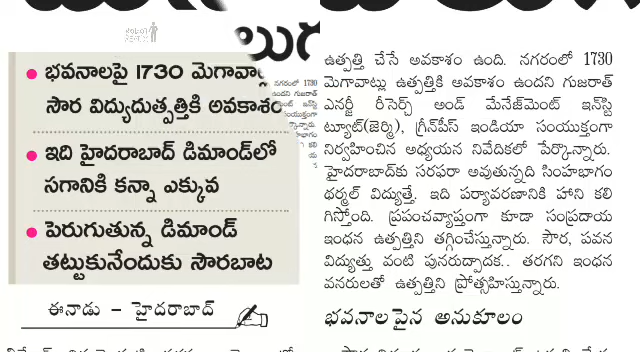 భవనాలపై 1730 మెగావాట్ల
సౌర విద్యుదుత్పత్తికి అవకాశం
ఇది హైదరాబాద్ డిమాండ్‌లో
సగానికి కన్నా ఎక్కువ
పెరుగుతున్న డిమాండ్
తట్టుకునేందుకు సౌరబాట
ఈనాడు - హైదరాబాద్
ఉత్పత్తి చేసే అవకాశం ఉంది. నగరంలో 1730
మెగావాట్లు ఉత్పత్తికి అవకాశం ఉందని గుజరాత్
ఎనర్జీ రీసెర్చ్ అండ్ మేనేజ్‌మెంట్ ఇన్‌స్టి
ట్యూట్(జెర్మి), గ్రీన్‌పీస్ ఇండియా సంయుక్తంగా
నిర్వహించిన అధ్యయన నివేదికలో పేర్కొన్నారు.
హైదరాబాద్‌కు సరఫరా అవుతున్నది సింహభాగం
థర్మల్ విద్యుత్తే. ఇది పర్యావరణానికి హాని కలి
గిస్తోంది. ప్రపంచవ్యాప్తంగా కూడా సంప్రదాయ
ఇంధన ఉత్పత్తిని తగ్గించేస్తున్నారు. సౌర, పవన
విద్యుత్తు వంటి పునరుద్పాదక.. తరగని ఇంధన
వనరులతో ఉత్పత్తిని ప్రోత్సహిస్తున్నారు.
భవనాలపైన అనుకూలం